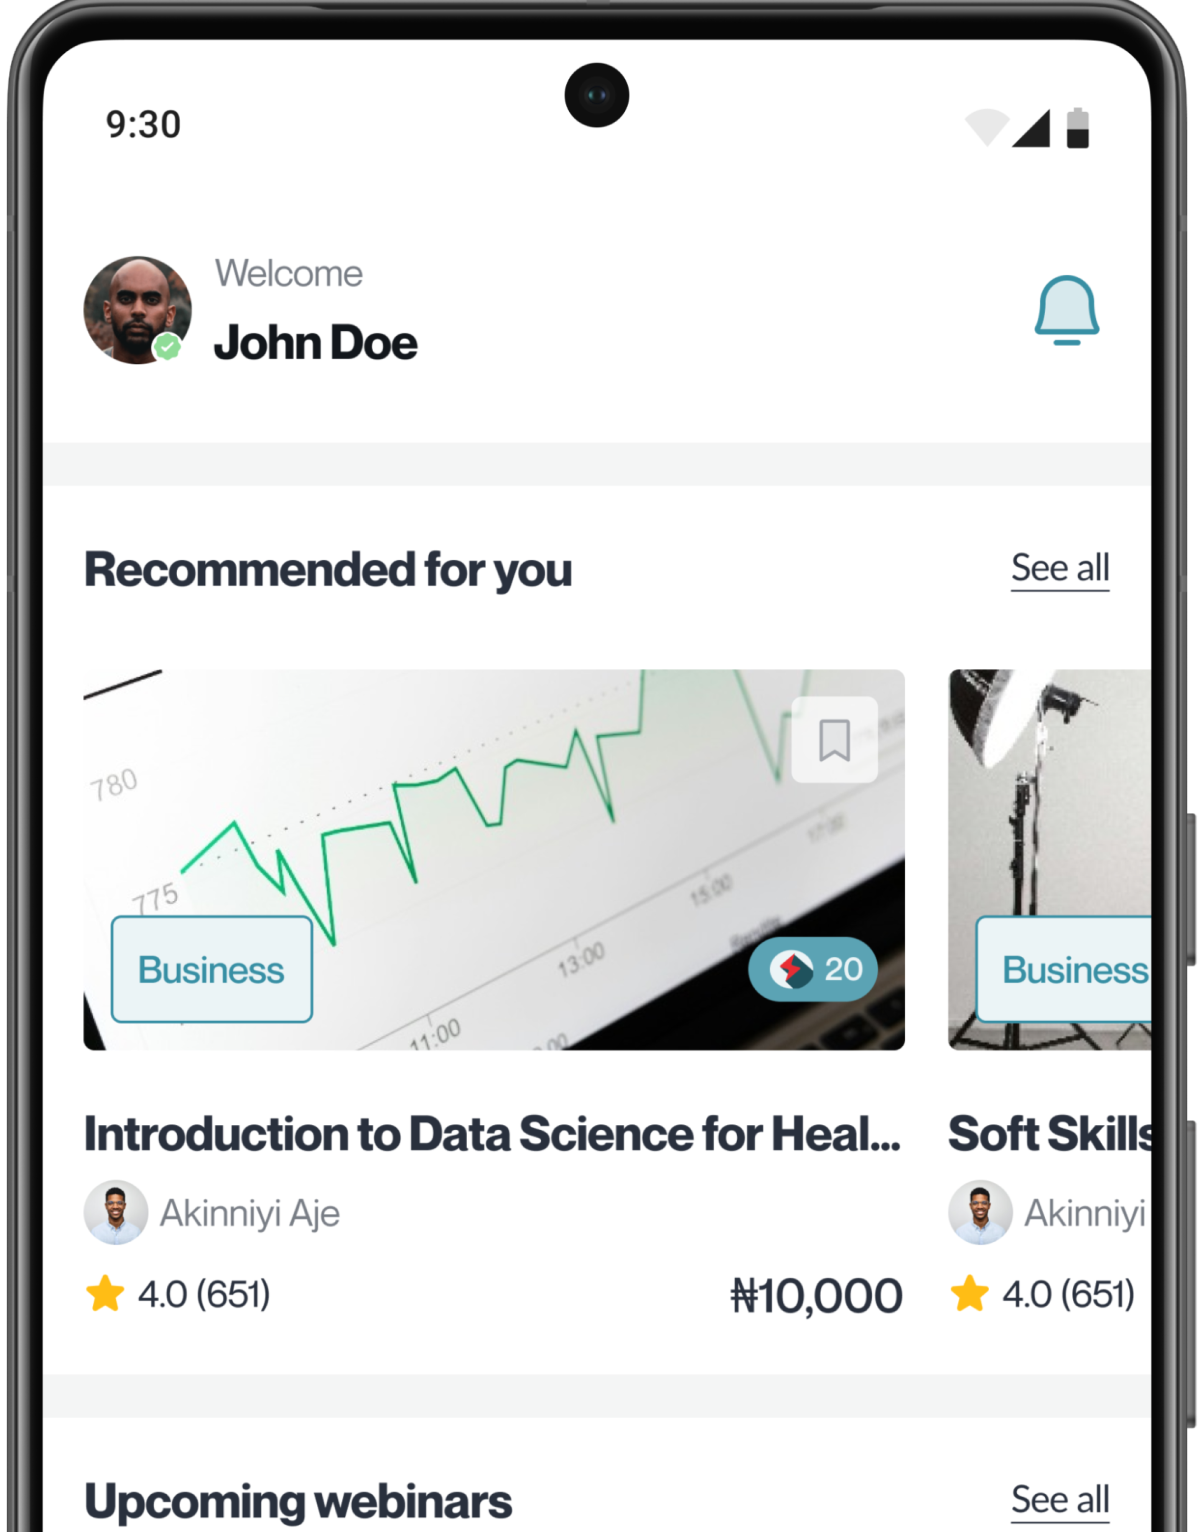 9:30
Welcome
John Doe
Recommended for you
See all
780
775
11:00
13:00
15:00
17:00
Business
20
Business
Introduction to Data Science for Heal...
Soft Skills
Akinniyi Aje
Akinniyi
4.0 (651)
₦10,000
4.0 (651)
Upcoming webinars
See all